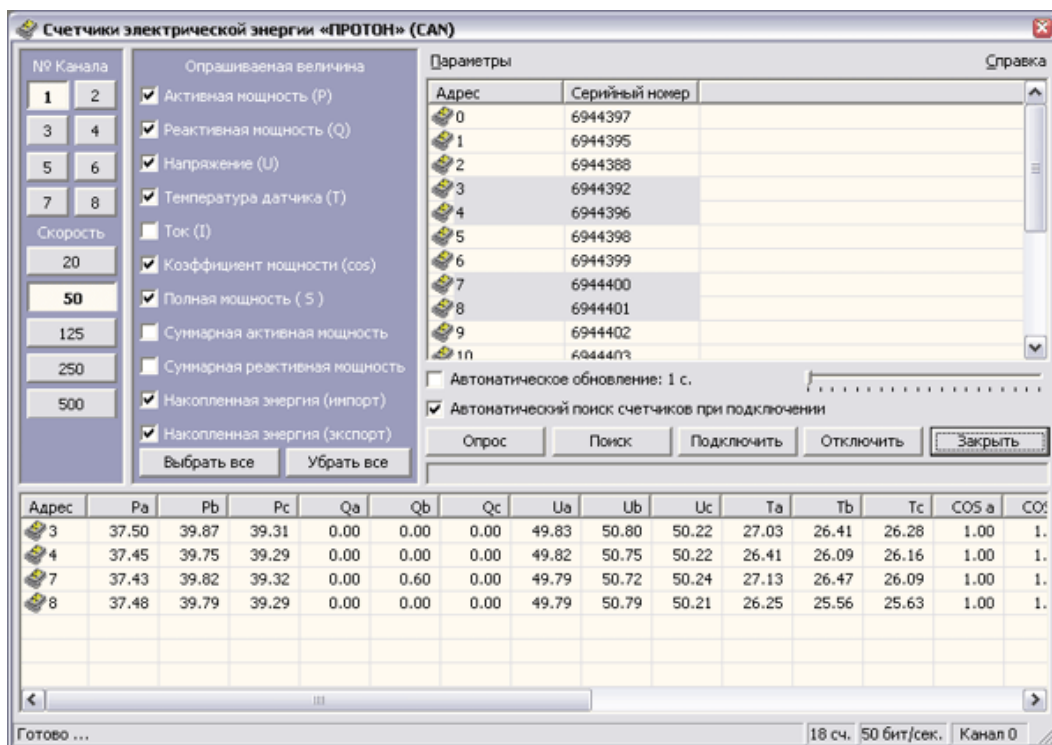 Счетчики электрической энергии «ПРОТОН» (CAN)
№ Канала
1 2
3 4
5 6
7 8
Скорость
20
50
125
250
500
Опрашиваемая величина
Активная мощность (P)
Реактивная мощность (Q)
Напряжение (U)
Температура датчика (T)
Ток (I)
Коэффициент мощности (cos)
Полная мощность ( S )
Суммарная активная мощность
Суммарная реактивная мощность
Накопленная энергия (импорт)
Накопленная энергия (экспорт)
Выбрать все Убрать все
Параметры Справка
Адрес Серийный номер
0 6944397
1 6944395
2 6944388
3 6944392
4 6944396
5 6944398
6 6944399
7 6944400
8 6944401
9 6944402
10 6944403
Автоматическое обновление: 1 с.
Автоматический поиск счетчиков при подключении
Опрос Поиск Подключить Отключить Закрыть
Адрес Pa Pb Pc Qa Qb Qc Ua Ub Uc Ta Tb Tc COS a COS
3 37.50 39.87 39.31 0.00 0.00 0.00 49.83 50.80 50.22 27.03 26.41 26.28 1.00 1.
4 37.45 39.75 39.29 0.00 0.00 0.00 49.82 50.75 50.22 26.41 26.09 26.16 1.00 1.
7 37.43 39.82 39.32 0.00 0.60 0.00 49.79 50.72 50.24 27.13 26.47 26.09 1.00 1.
8 37.48 39.79 39.29 0.00 0.00 0.00 49.79 50.79 50.21 26.25 25.56 25.63 1.00 1.
Готово ... 18 сч. 50 бит/сек. Канал 0